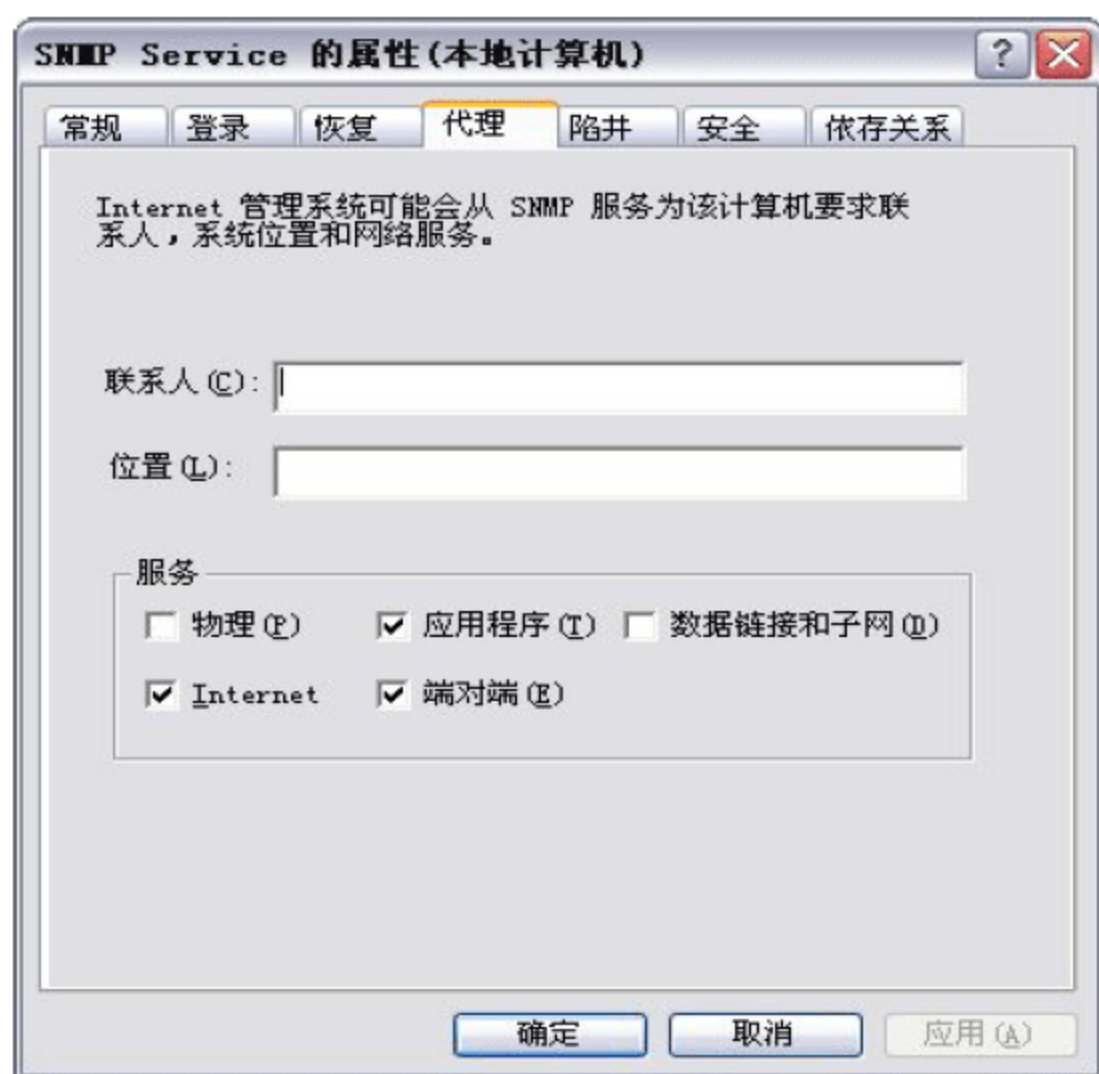 SNMP Service 的属性(本地计算机)
常规 登录 恢复 代理 陷井 安全 依存关系
Internet 管理系统可能会从 SNMP 服务为该计算机要求联
系人，系统位置和网络服务。
联系人(C):
位置(L):
服务
物理(P) 应用程序(T) 数据链接和子网(D)
Internet 端对端(E)
确定 取消 应用(A)